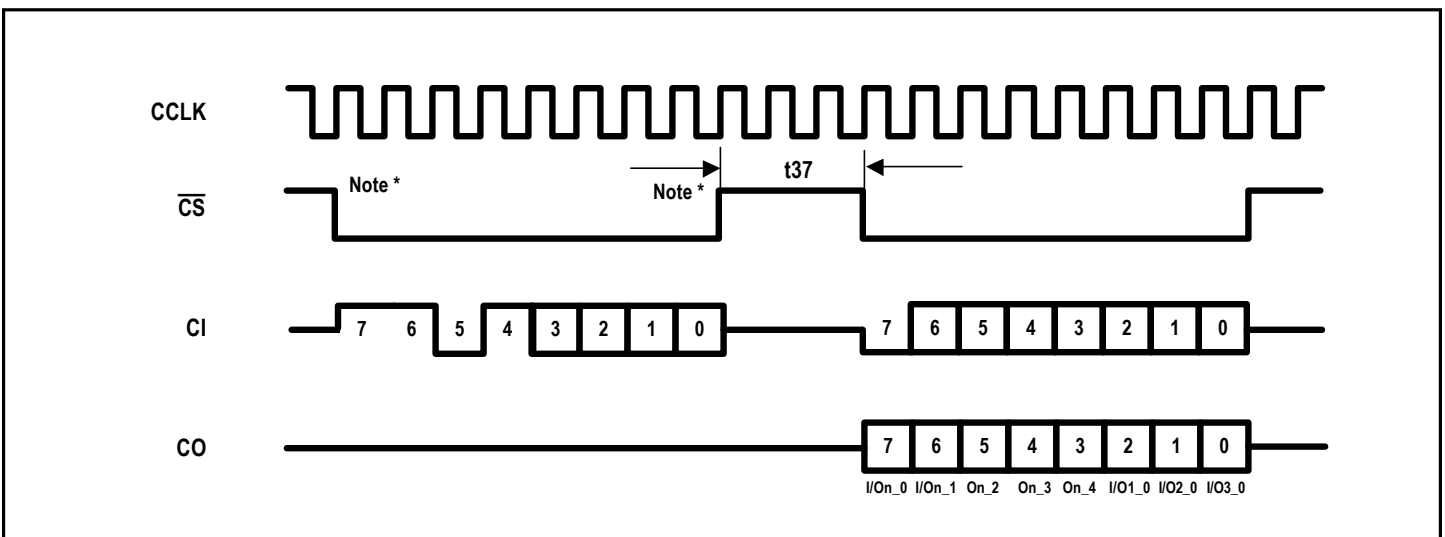 CCLK
t37
Note * Note *
CS
CI 7 6 5 4 3 2 1 0 7 6 5 4 3 2 1 0
CO 7 6 5 4 3 2 1 0
I/On_0 I/On_1 On_2 On_3 On_4 I/O1_0 I/O2_0 I/O3_0